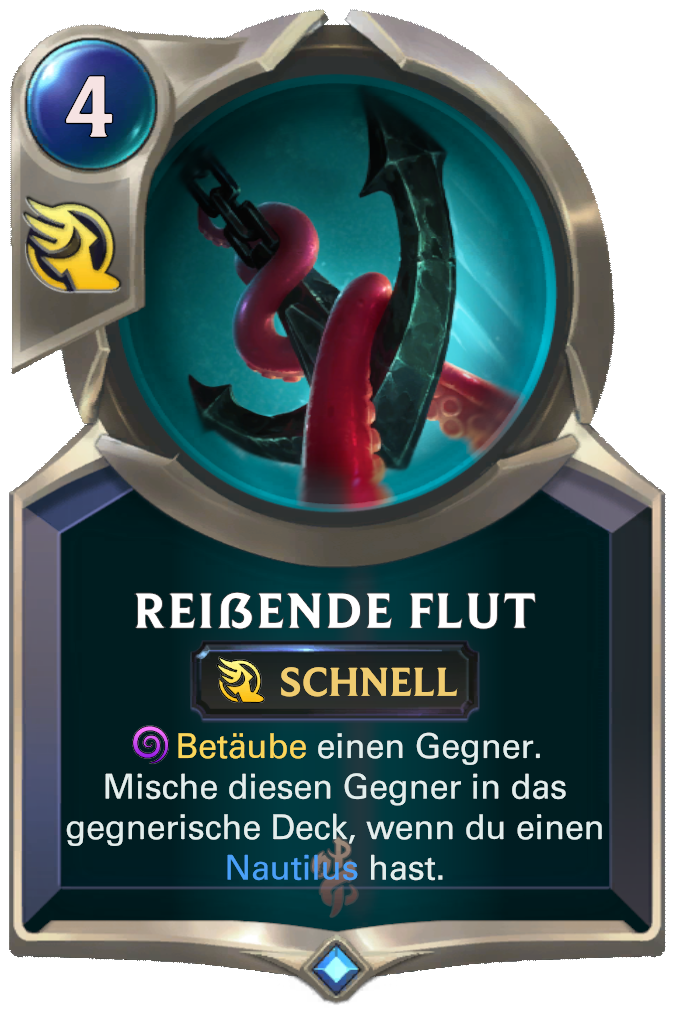 4
REIẞENDE FLUT
SCHNELL
Betäube einen Gegner.
Mische diesen Gegner in das
gegnerische Deck, wenn du einen
Nautilus hast.